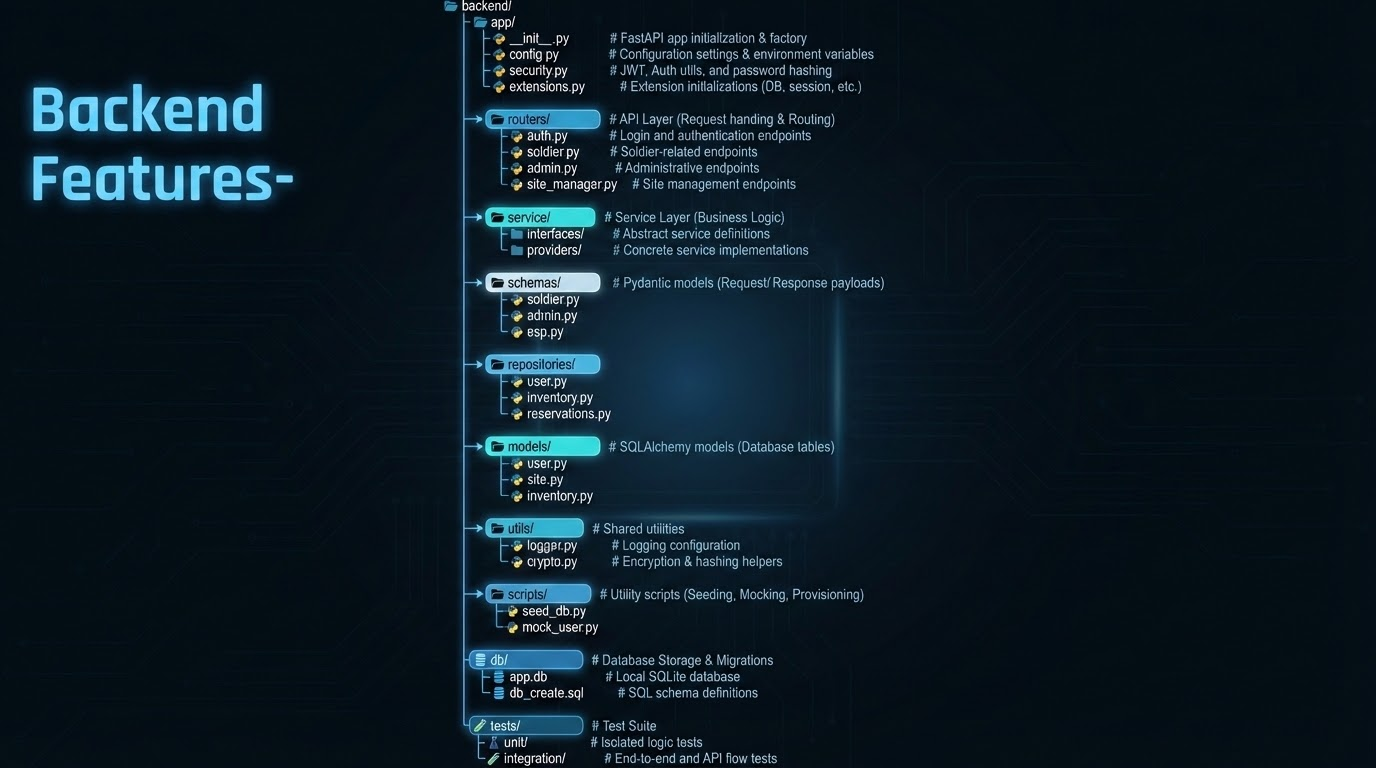 Backend
Features-
backend/
app/
__init__.py # FastAPI app initialization & factory
config.py # Configuration settings & environment variables
security.py # JWT, Auth utils, and password hashing
extensions.py # Extension initializations (DB, session, etc.)
routers/ # API Layer (Request handing & Routing)
auth.py # Login and authentication endpoints
soldier.py # Soldier-related endpoints
admin.py # Administrative endpoints
site_manager.py # Site management endpoints
service/ # Service Layer (Business Logic)
interfaces/ # Abstract service definitions
providers/ # Concrete service implementations
schemas/ # Pydantic models (Request/ Response payloads)
soldier.py
admin.py
esp.py
repositories/
user.py
inventory.py
reservations.py
models/ # SQLAlchemy models (Database tables)
user.py
site.py
inventory.py
utils/ # Shared utilities
logger.py # Logging configuration
crypto.py # Encryption & hashing helpers
scripts/ # Utility scripts (Seeding, Mocking, Provisioning)
seed_db.py
mock_user.py
db/ # Database Storage & Migrations
app.db # Local SQLite database
db_create.sql # SQL schema definitions
tests/ # Test Suite
unit/ # Isclated logic tests
integration/ # End-to-end and API flow tests